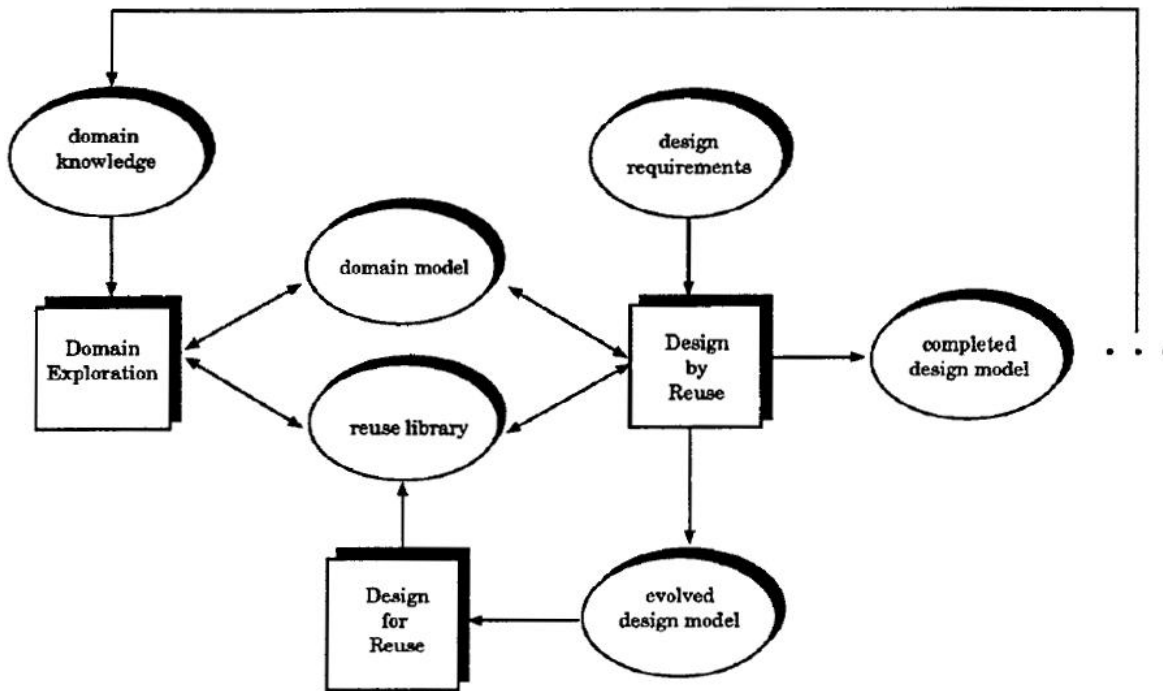 domain
knowledge
design
requirements
domain model
Domain
Exploration
Design
by
Reuse
completed
design model
. . .
reuse library
Design
for
Reuse
evolved
design model